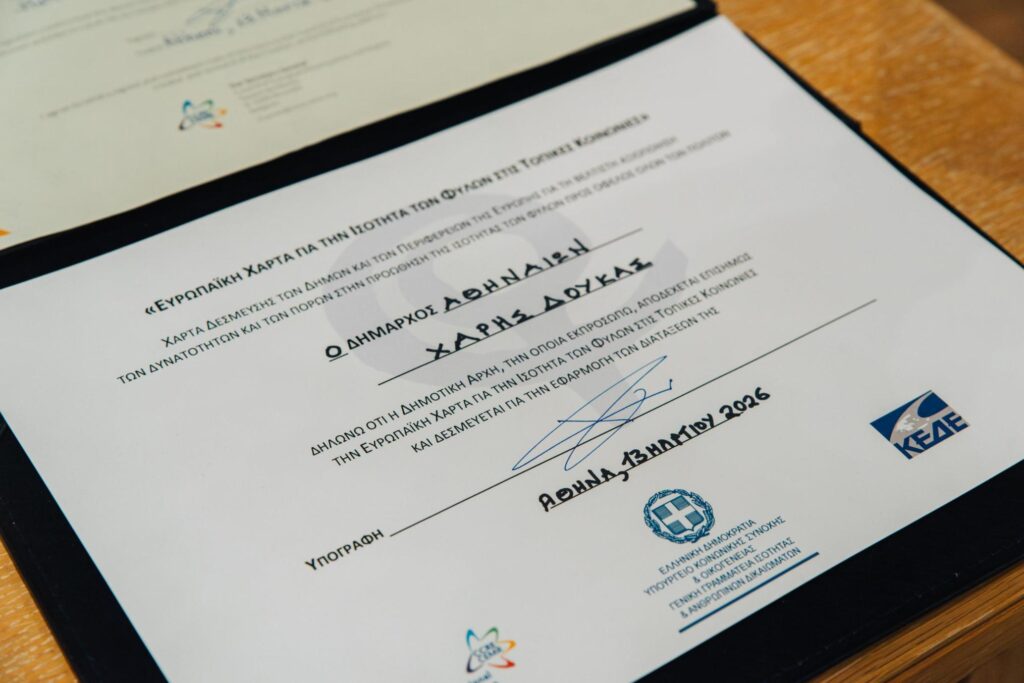 «ΕΥΡΩΠΑΪΚΗ ΧΑΡΤΑ ΓΙΑ ΤΗΝ ΙΣΟΤΗΤΑ ΤΩΝ ΦΥΛΩΝ ΣΤΙΣ ΤΟΠΙΚΕΣ ΚΟΙΝΩΝΙΕΣ»
ΧΑΡΤΑ ΔΕΣΜΕΥΣΗΣ ΤΩΝ ΔΗΜΩΝ ΚΑΙ ΤΩΝ ΠΕΡΙΦΕΡΕΙΩΝ ΤΗΣ ΕΥΡΩΠΗΣ ΓΙΑ ΤΗ ΒΕΛΤΙΣΤΗ ΑΞΙΟΠΟΙΗΣΗ
ΤΩΝ ΔΥΝΑΤΟΤΗΤΩΝ ΚΑΙ ΤΩΝ ΠΟΡΩΝ ΣΤΗΝ ΠΡΟΩΘΗΣΗ ΤΗΣ ΙΣΟΤΗΤΑΣ ΤΩΝ ΦΥΛΩΝ ΠΡΟΣ ΟΦΕΛΟΣ ΟΛΩΝ ΤΩΝ ΠΟΛΙΤΩΝ
Ο ΔΗΜΑΡΧΟΣ ΑΘΗΝΑΙΩΝ
ΧΑΡΗΣ ΔΟΥΚΑΣ
ΔΗΛΩΝΩ ΟΤΙ Η ΔΗΜΟΤΙΚΗ ΑΡΧΗ, ΤΗΝ ΟΠΟΙΑ ΕΚΠΡΟΣΩΠΩ, ΑΠΟΔΕΧΕΤΑΙ ΕΠΙΣΗΜΩΣ
ΤΗΝ ΕΥΡΩΠΑΪΚΗ ΧΑΡΤΑ ΓΙΑ ΤΗΝ ΙΣΟΤΗΤΑ ΤΩΝ ΦΥΛΩΝ ΣΤΙΣ ΤΟΠΙΚΕΣ ΚΟΙΝΩΝΙΕΣ
ΚΑΙ ΔΕΣΜΕΥΕΤΑΙ ΓΙΑ ΤΗΝ ΕΦΑΡΜΟΓΗ ΤΩΝ ΔΙΑΤΑΞΕΩΝ ΤΗΣ
ΥΠΟΓΡΑΦΗ
ΑΘΗΝΑ, 13 ΜΑΡΤΙΟΥ 2026
ΚΕΔΕ
ΕΛΛΗΝΙΚΗ ΔΗΜΟΚΡΑΤΙΑ
ΥΠΟΥΡΓΕΙΟ ΚΟΙΝΩΝΙΚΗΣ ΣΥΝΟΧΗΣ
& ΟΙΚΟΓΕΝΕΙΑΣ
ΓΕΝΙΚΗ ΓΡΑΜΜΑΤΕΙΑ ΙΣΟΤΗΤΑΣ
& ΑΝΘΡΩΠΙΝΩΝ ΔΙΚΑΙΩΜΑΤΩΝ
CCRE
CEMR